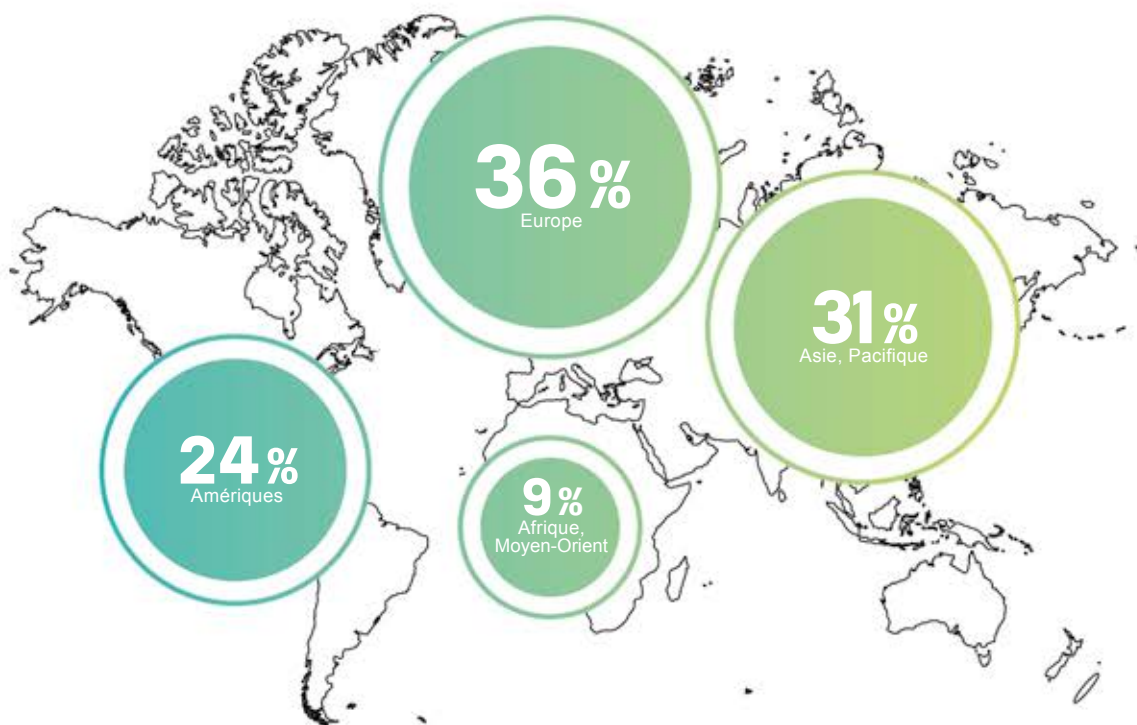 36 %
Europe
31 %
Asie, Pacifique
24 %
Amériques
9 %
Afrique,
Moyen-Orient